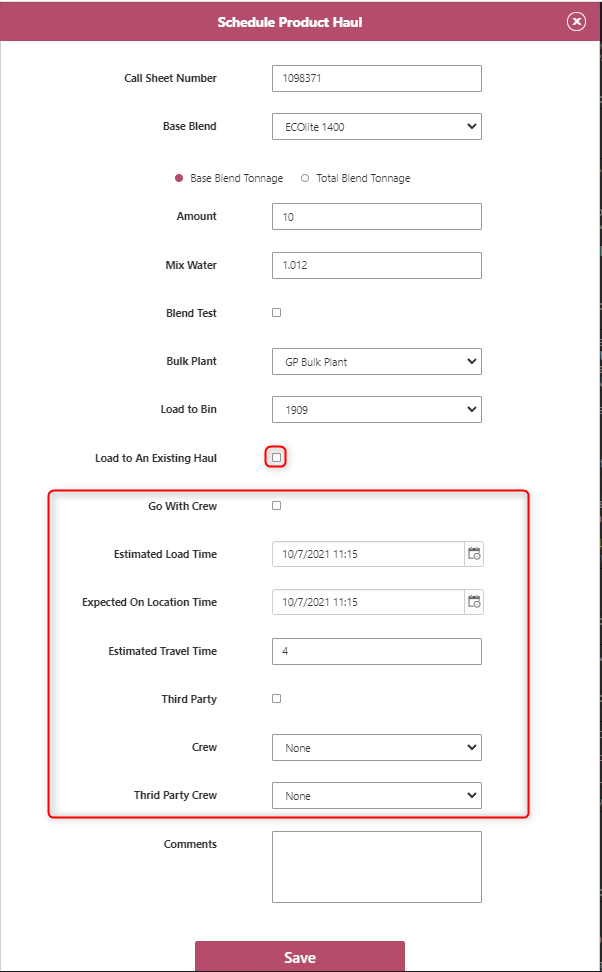 Schedule Product Haul
Call Sheet Number 1098371
Base Blend ECOlite 1400
Base Blend Tonnage Total Blend Tonnage
Amount 10
Mix Water 1.012
Blend Test
Bulk Plant GP Bulk Plant
Load to Bin 1909
Load to An Existing Haul
Go With Crew
Estimated Load Time 10/7/2021 11:15
Expected On Location Time 10/7/2021 11:15
Estimated Travel Time 4
Third Party
Crew None
Thrid Party Crew None
Comments
Save